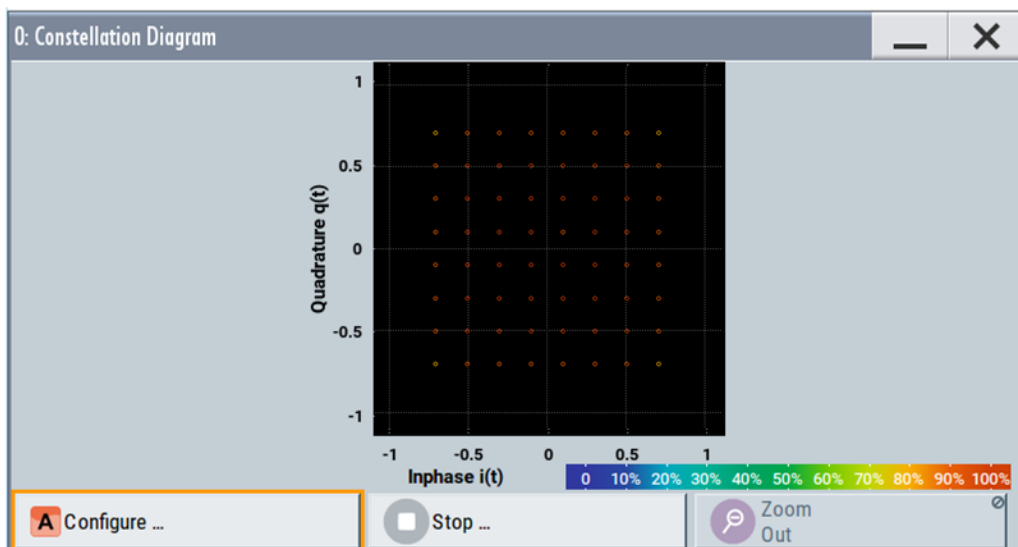 0: Constellation Diagram
1
0.5
0
-0.5
-1
Quadrature q(t)
-1 -0.5 0 0.5 1
Inphase i(t)
0 10% 20% 30% 40% 50% 60% 70% 80% 90% 100%
A Configure ...
Stop ...
Zoom
Out